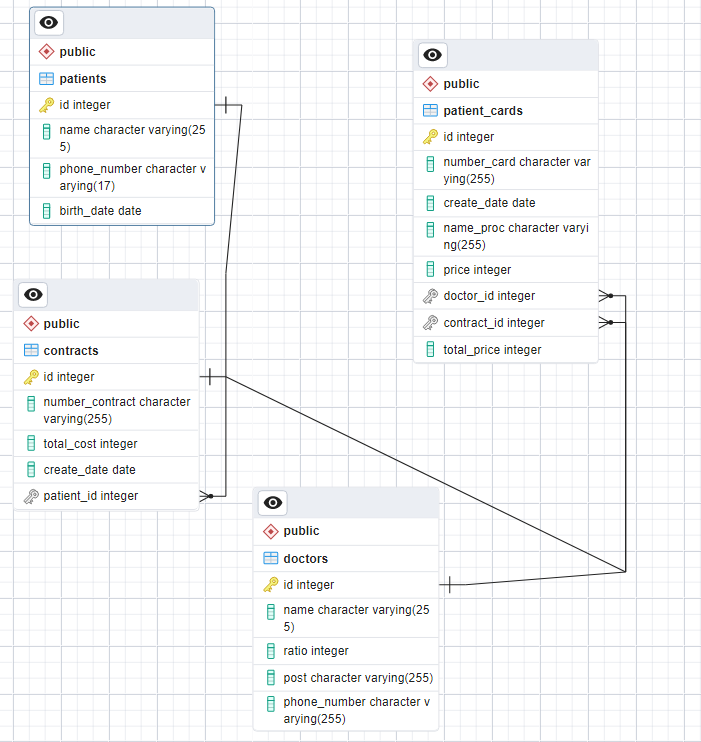 public
patients
id integer
name character varying(25
5)
phone_number character v
arying(17)
birth_date date
public
patient_cards
id integer
number_card character var
ying(255)
create_date date
name_proc character varyi
ng(255)
price integer
doctor_id integer
contract_id integer
total_price integer
public
contracts
id integer
number_contract character
varying(255)
total_cost integer
create_date date
patient_id integer
public
doctors
id integer
name character varying(25
5)
ratio integer
post character varying(255)
phone_number character v
arying(255)